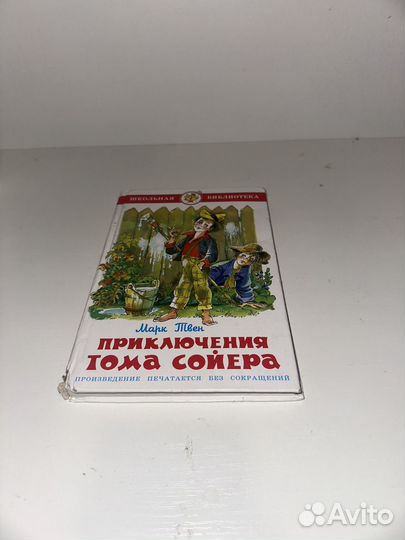 ШКОЛЬНАЯ БИБЛИОТЕКА
Марк Твен
ПРИКЛЮЧЕНИЯ
ТОМА СОЙЕРА
ПРОИЗВЕДЕНИЕ ПЕЧАТАЕТСЯ БЕЗ СОКРАЩЕНИЙ
Avito